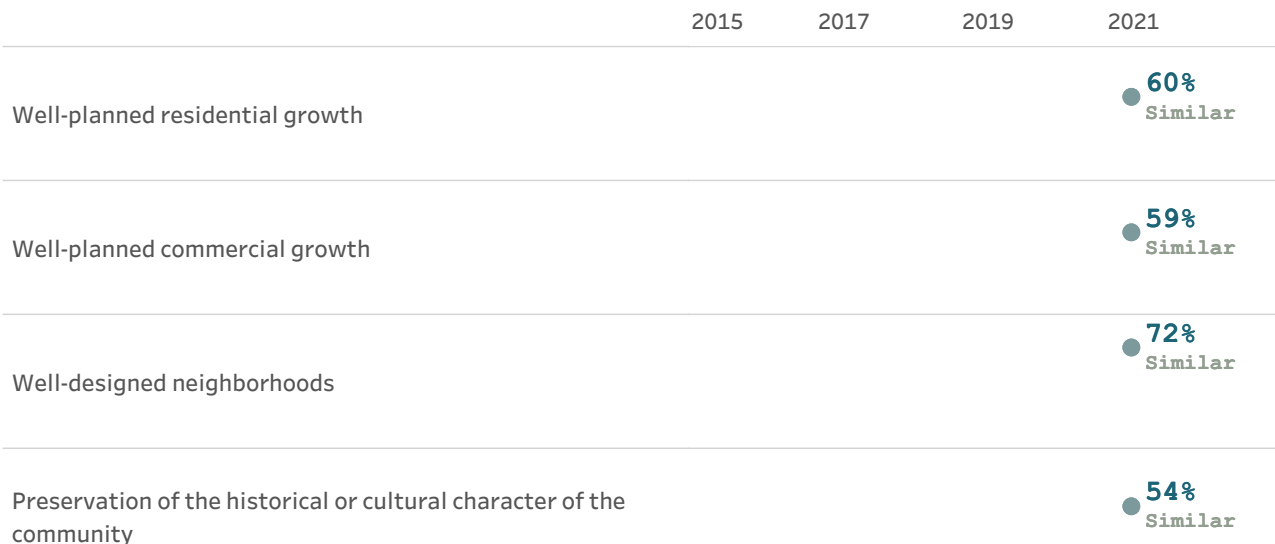 2015 2017 2019 2021
60%
Well-planned residential growth
Similar
59%
Well-planned commercial growth
Similar
72%
Similar
Well-designed neighborhoods
54%
Preservation of the historical or cultural character of the
Similar
community